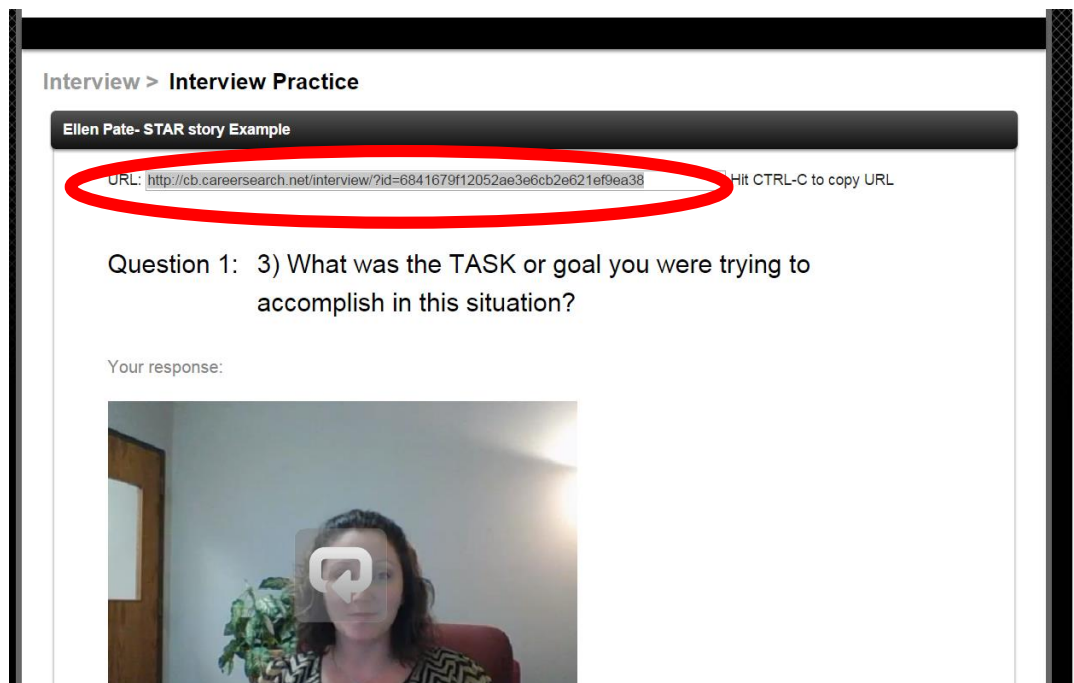 Interview > Interview Practice
Ellen Pate- STAR story Example
URL: http://cb.careersearch.net/interview/?id=6841679f12052ae3e6cb2e621ef9ea38 Hit CTRL-C to copy URL
Question 1: 3) What was the TASK or goal you were trying to
accomplish in this situation?
Your response: